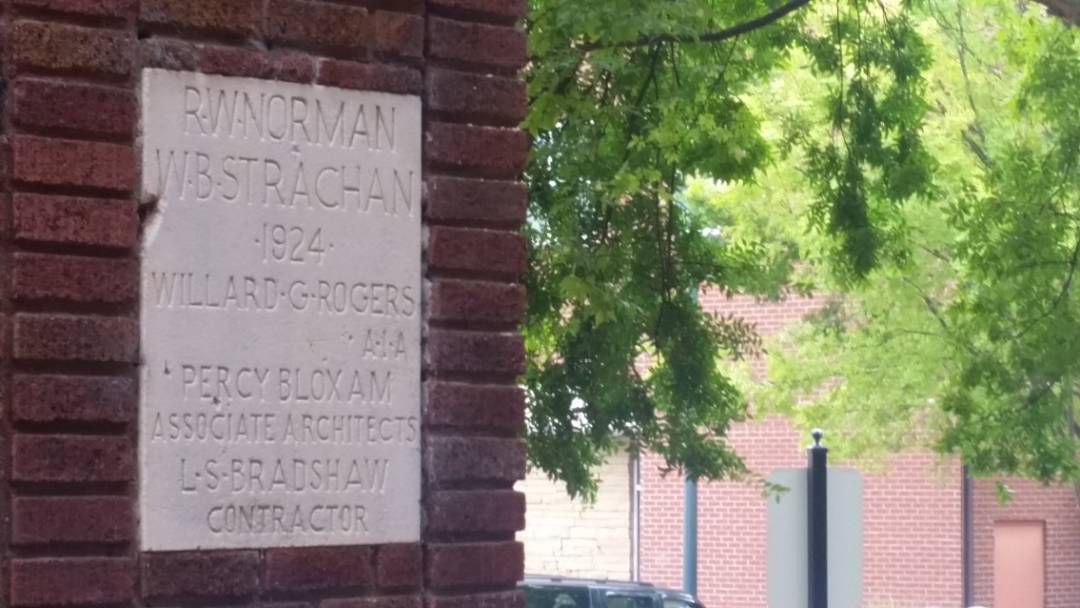 R·W·NORMAN
W·B·STRACHAN
·1924·
WILLARD·G·ROGERS
A·I·A
PERCY BLOXAM
ASSOCIATE ARCHITECTS
L·S·BRADSHAW
CONTRACTOR